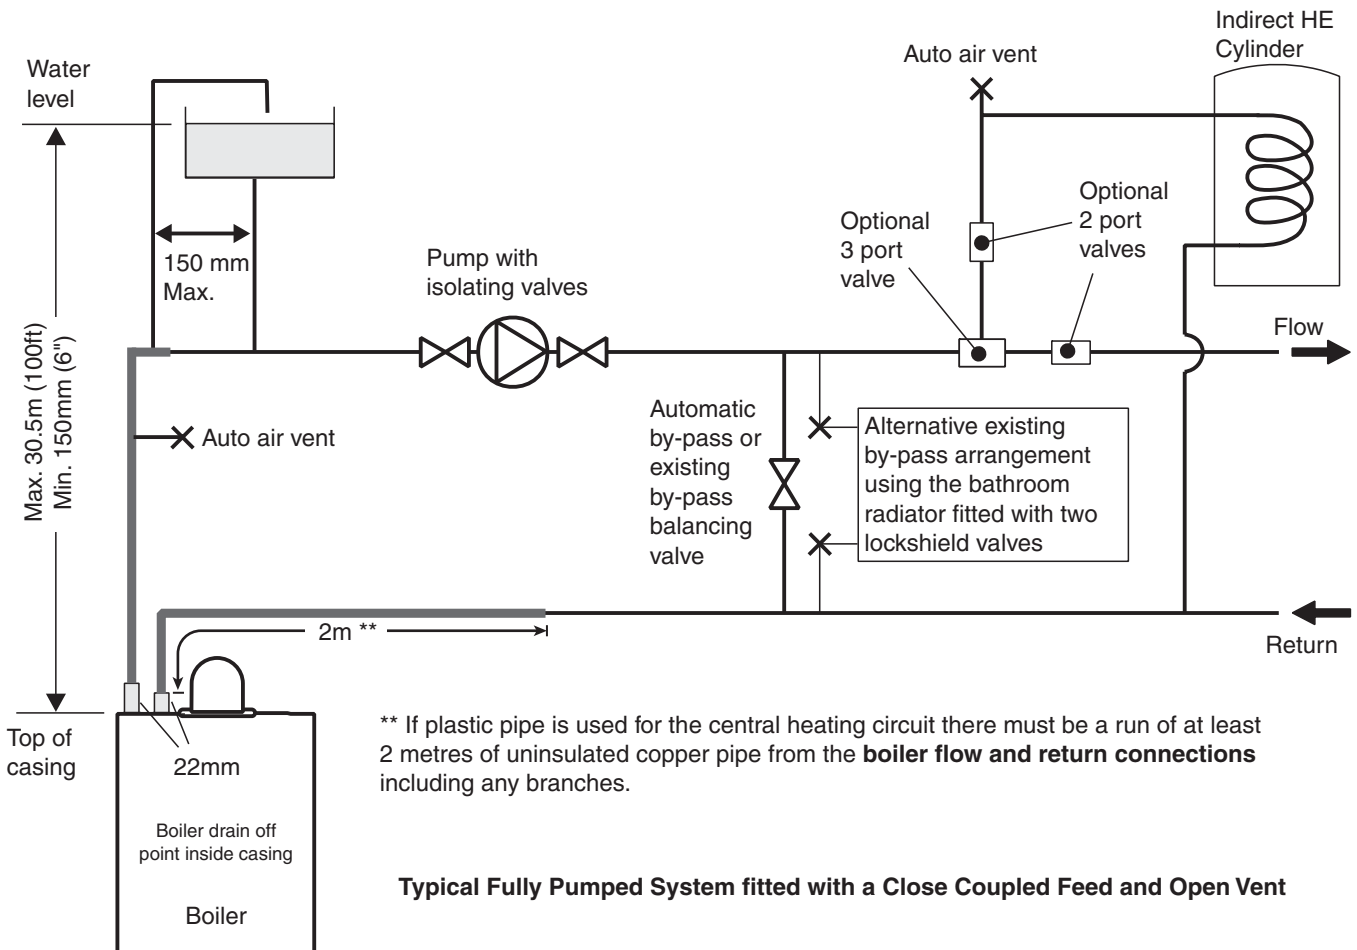 Indirect HE
Cylinder
Auto air vent
Water
level
Optional
2 port
valves
Optional
3 port
valve
150 mm
Max.
Pump with
isolating valves
Flow
Max. 30.5m (100ft)
Min. 150mm (6")
Auto air vent
Automatic
by-pass or
existing
by-pass
balancing
valve
Alternative existing
by-pass arrangement
using the bathroom
radiator fitted with two
lockshield valves
2m **
Return
Top of
casing
22mm
** If plastic pipe is used for the central heating circuit there must be a run of at least
2 metres of uninsulated copper pipe from the boiler flow and return connections
including any branches.
Boiler drain off
point inside casing
Boiler
Typical Fully Pumped System fitted with a Close Coupled Feed and Open Vent